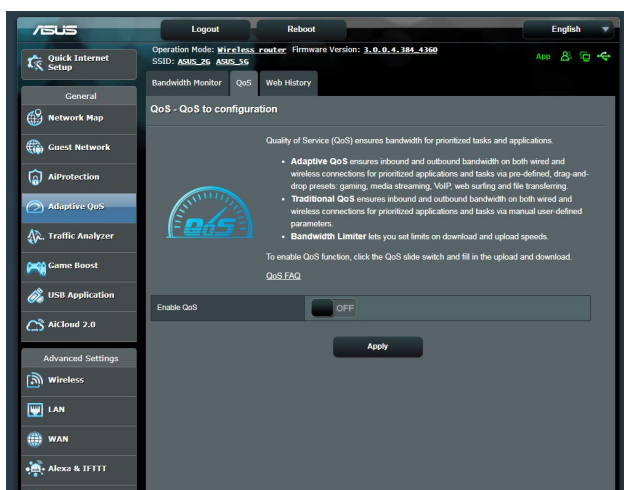 ASUS
Logout
Reboot
English
Quick Internet
Setup
Operation Mode: Wireless router Firmware Version: 3.0.0.4.384_4360
SSID: ASUS_2G ASUS_5G
App
Bandwidth Monitor
QoS
Web History
General
Network Map
Guest Network
AiProtection
Adaptive QoS
Traffic Analyzer
Game Boost
USB Application
AiCloud 2.0
Advanced Settings
Wireless
LAN
WAN
Alexa & IFTTT
QoS - QoS to configuration
QoS
Quality of Service (QoS) ensures bandwidth for prioritized tasks and applications.
• Adaptive QoS ensures inbound and outbound bandwidth on both wired and
wireless connections for prioritized applications and tasks via pre-defined, drag-and-
drop presets: gaming, media streaming, VoIP, web surfing and file transferring.
• Traditional QoS ensures inbound and outbound bandwidth on both wired and
wireless connections for prioritized applications and tasks via manual user-defined
parameters.
• Bandwidth Limiter lets you set limits on download and upload speeds.
To enable QoS function, click the QoS slide switch and fill in the upload and download.
QoS FAQ
Enable QoS
OFF
Apply